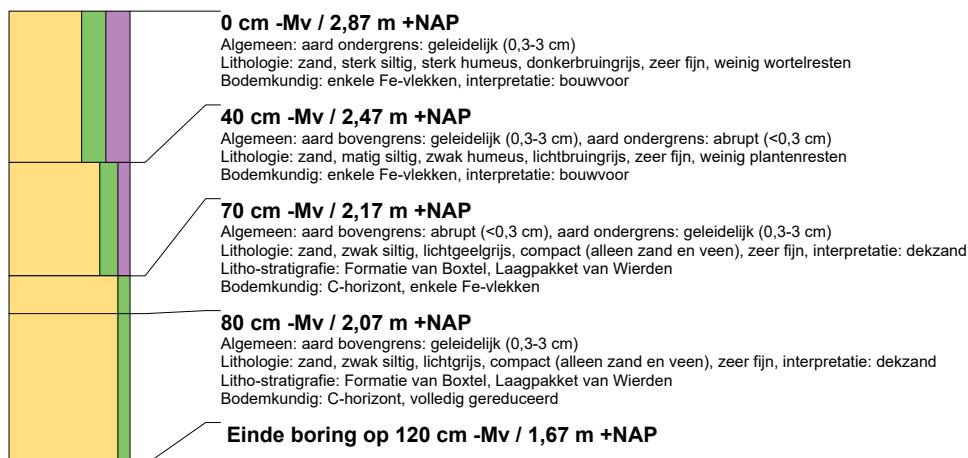 0 cm -Mv / 2,87 m +NAP
Algemeen: aard ondergrens: geleidelijk (0,3-3 cm)
Lithologie: zand, sterk siltig, sterk humeus, donkerbruingrijs, zeer fijn, weinig wortelresten
Bodemkundig: enkele Fe-vlekken, interpretatie: bouwvoor
40 cm -Mv / 2,47 m +NAP
Algemeen: aard bovengrens: geleidelijk (0,3-3 cm), aard ondergrens: abrupt (<0,3 cm)
Lithologie: zand, matig siltig, zwak humeus, lichtbruingrijs, zeer fijn, weinig plantenresten
Bodemkundig: enkele Fe-vlekken, interpretatie: bouwvoor
70 cm -Mv / 2,17 m +NAP
Algemeen: aard bovengrens: abrupt (<0,3 cm), aard ondergrens: geleidelijk (0,3-3 cm)
Lithologie: zand, zwak siltig, lichtgeelgrijs, compact (alleen zand en veen), zeer fijn, interpretatie: dekzand
Litho-stratigrafie: Formatie van Boxtel, Laagpakket van Wierden
Bodemkundig: C-horizont, enkele Fe-vlekken
80 cm -Mv / 2,07 m +NAP
Algemeen: aard bovengrens: geleidelijk (0,3-3 cm)
Lithologie: zand, zwak siltig, lichtgrijs, compact (alleen zand en veen), zeer fijn, interpretatie: dekzand
Litho-stratigrafie: Formatie van Boxtel, Laagpakket van Wierden
Bodemkundig: C-horizont, volledig gereduceerd
Einde boring op 120 cm -Mv / 1,67 m +NAP